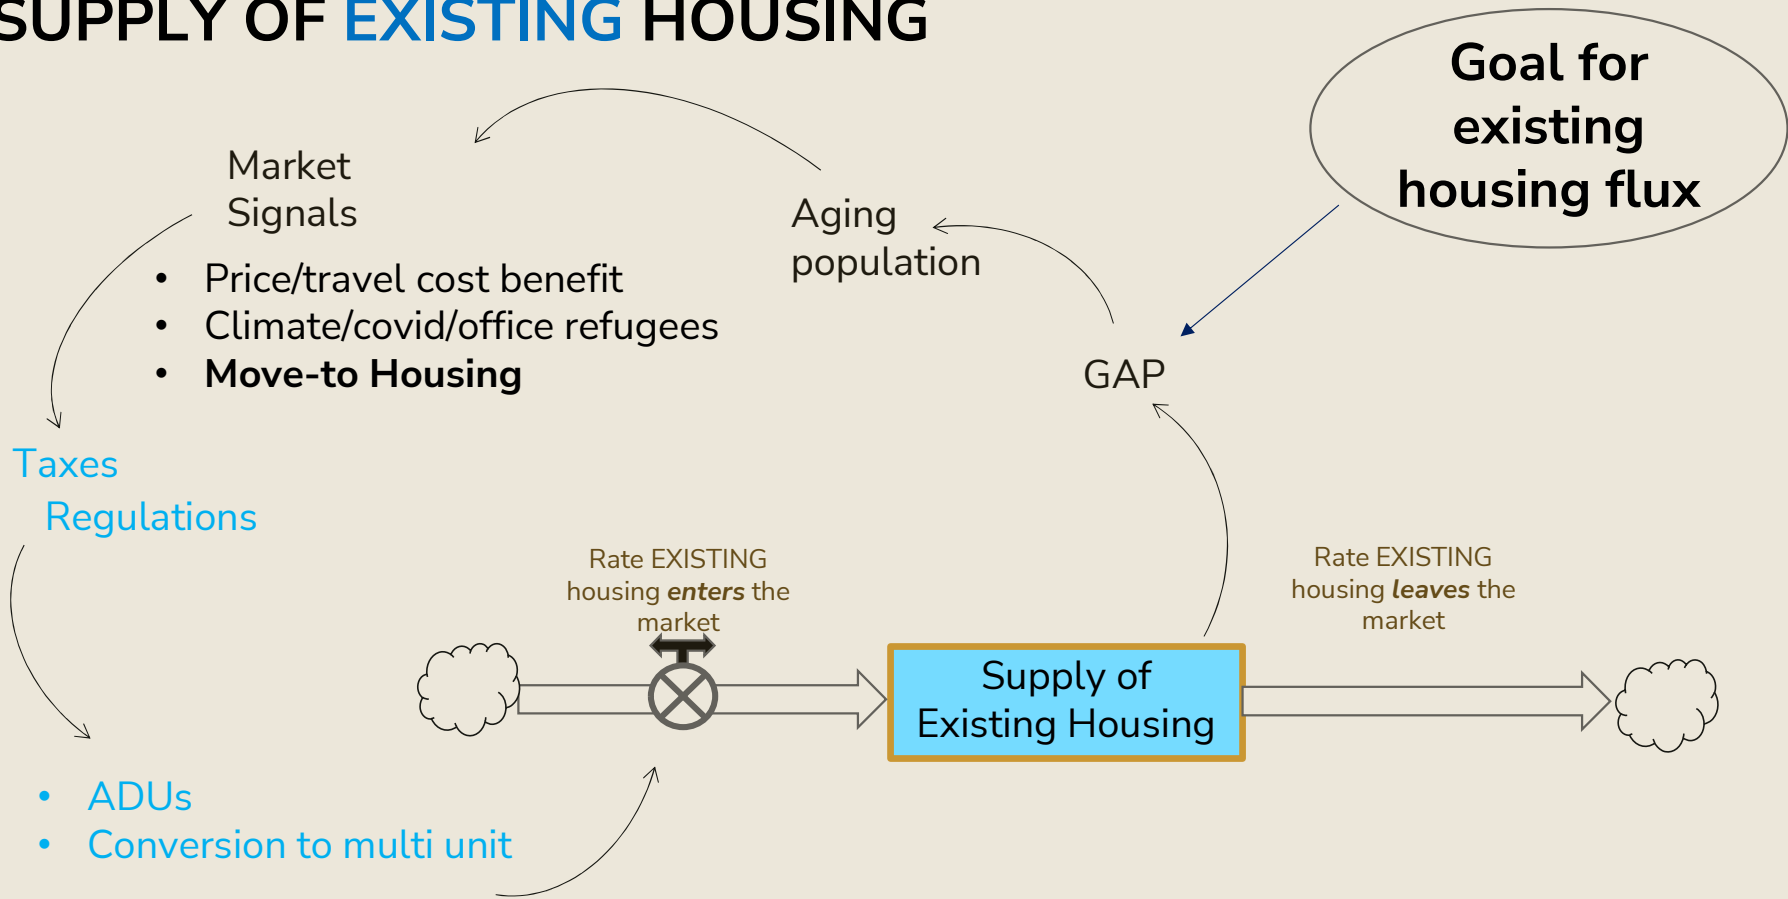 SUPPLY OF EXISTING HOUSING
Goal for
existing
housing flux
Market
Signals
• Price/travel cost benefit
• Climate/covid/office refugees
• Move-to Housing
Aging
population
GAP
Taxes
Regulations
Rate EXISTING
housing enters the
market
Rate EXISTING
housing leaves the
market
Supply of
Existing Housing
• ADUs
• Conversion to multi unit